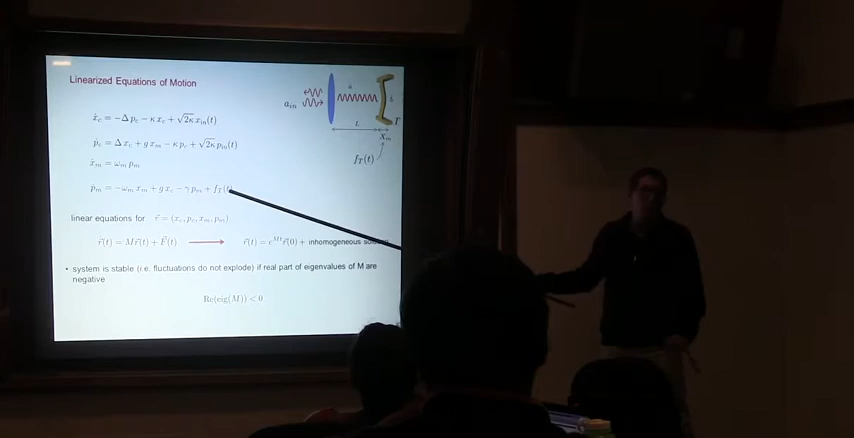 Linearized Equations of Motion
ẋ_c = −Δ p_c − κ x_c + √2κ x_in(t)
ṗ_c = Δ x_c + g x_m − κ p_c + √2κ p_in(t)
ẋ_m = ω_m p_m
ṗ_m = −ω_m x_m + g x_c − γ p_m + f_T(t)
a_in
L
T
X_m
f_T(t)
linear equations for r⃗ = (x_c, p_c, x_m, p_m)
r⃗(t) = M r⃗(t) + F⃗(t) → r⃗(t) = e^{Mt} r⃗(0) + inhomogeneous
• system is stable (i.e. fluctuations do not explode) if real part of eigenvalues of M are
negative
Re(eig(M)) < 0